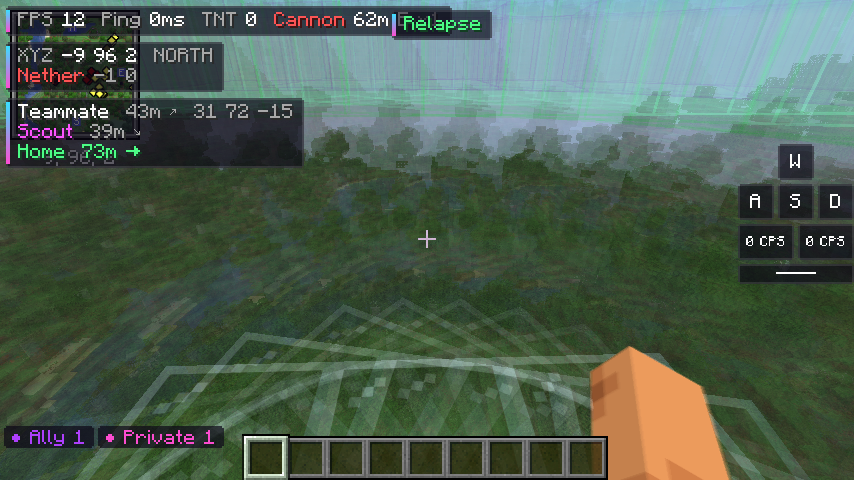 FPS 12 Ping 0ms TNT 0 Cannon 62m
Relapse
XYZ -9 96 2 NORTH
Nether -1 0
Teammate 43m ↗ 31 72 -15
Scout 39m ↘
Home 73m →
W
A S D
0 CPS 0 CPS
Ally 1 Private 1